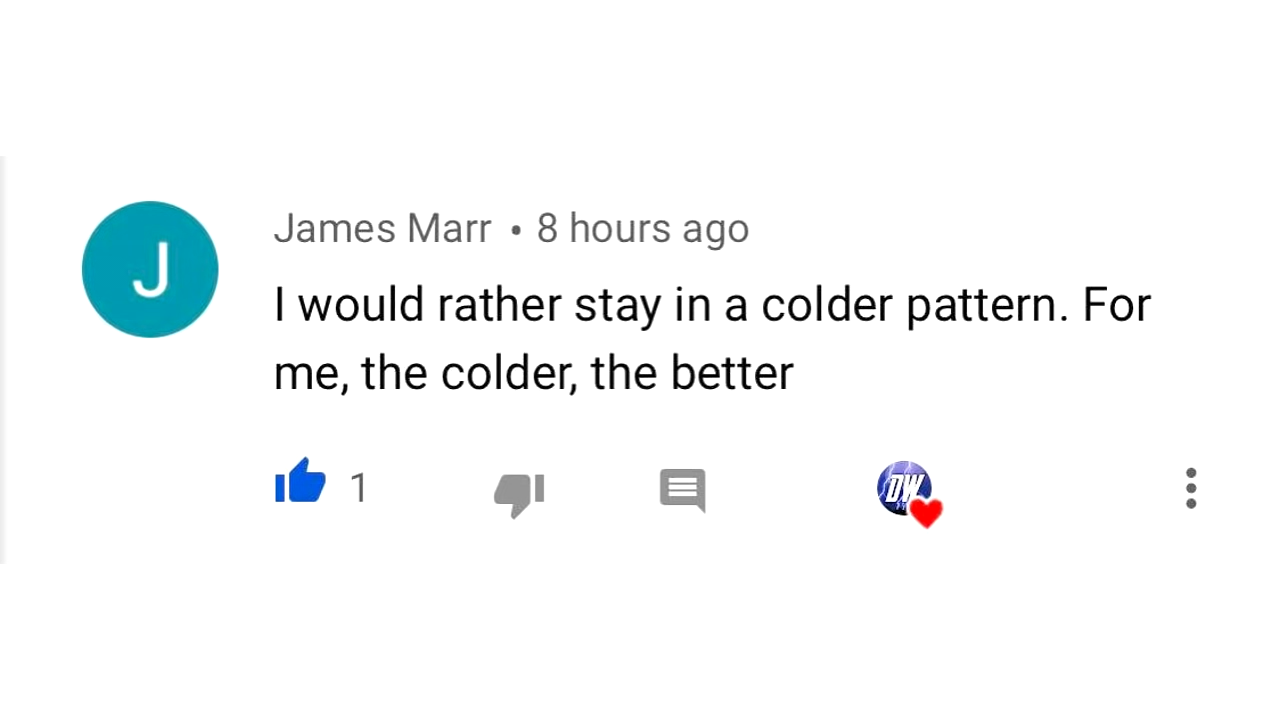 J
James Marr • 8 hours ago
I would rather stay in a colder pattern. For
me, the colder, the better
1
DW